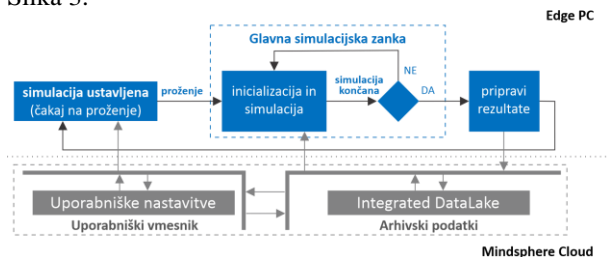 Slika 3.
Edge PC
Glavna simulacijska zanka
NE
simulacija ustavljena
(čakaj na proženje)
proženje
inicializacija in
simulacija
simulacija
končana
DA
pripravi
rezultate
Uporabniške nastavitve
Uporabniški vmesnik
Integrated DataLake
Arhivski podatki
Mindsphere Cloud